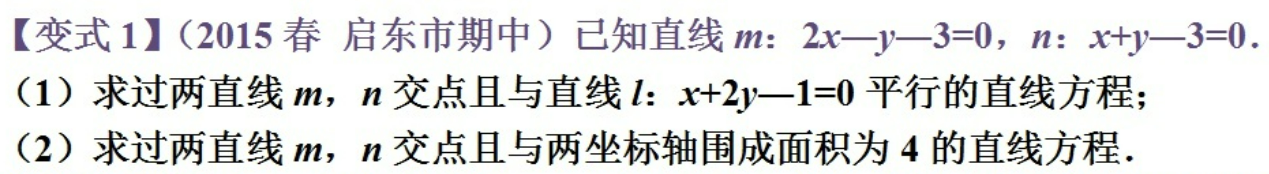 【变式 1】（2015 春 启东市期中）已知直线 m：2x—y—3=0，n：x+y—3=0.
（1）求过两直线 m，n 交点且与直线 l：x+2y—1=0 平行的直线方程；
（2）求过两直线 m，n 交点且与两坐标轴围成面积为 4 的直线方程.